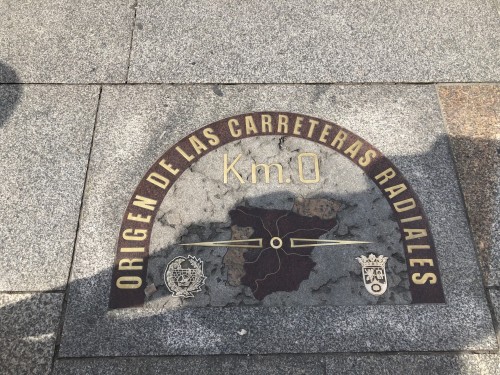 ORIGEN DE LAS CARRETERAS RADIALES
Km.0